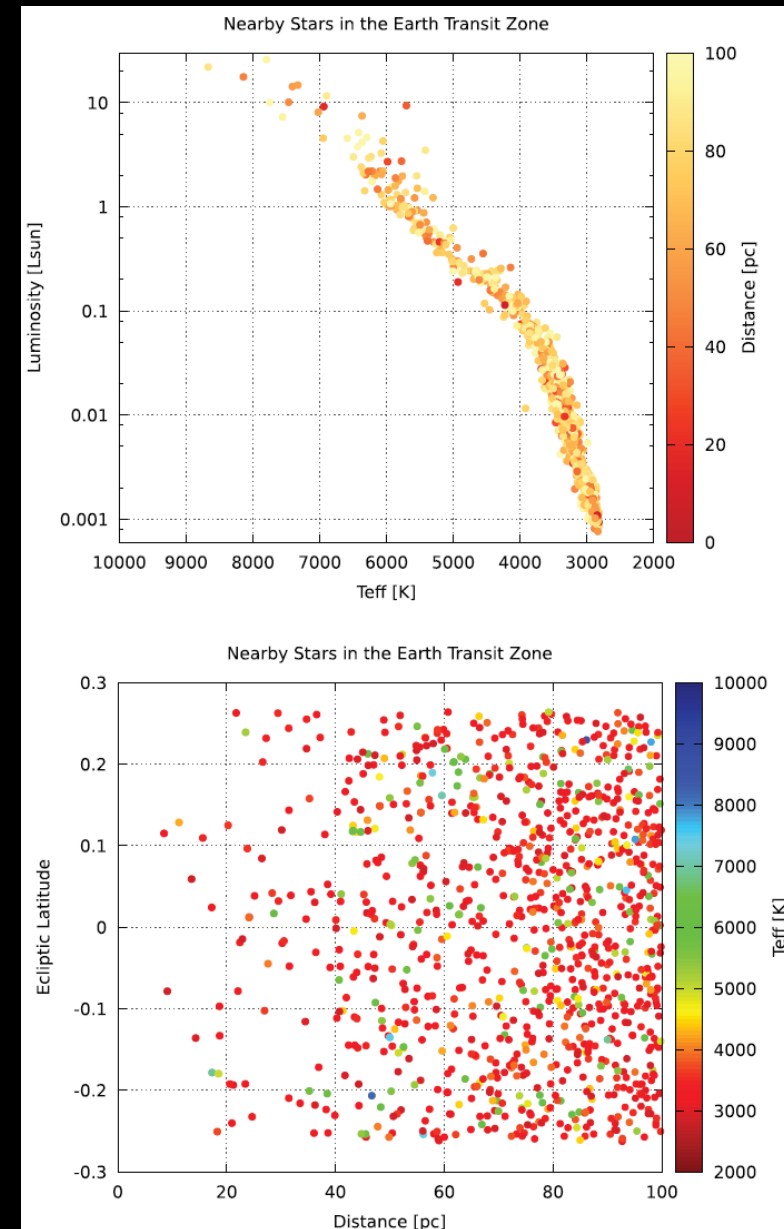 Nearby Stars in the Earth Transit Zone
10
1
0.1
0.01
0.001
Luminosity [Lsun]
10000 9000 8000 7000 6000 5000 4000 3000 2000
Teff [K]
100
80
60
40
20
0
Distance [pc]
Nearby Stars in the Earth Transit Zone
0.3
0.2
0.1
0
-0.1
-0.2
-0.3
Ecliptic Latitude
0 20 40 60 80 100
Distance [pc]
10000
9000
8000
7000
6000
5000
4000
3000
2000
Teff [K]